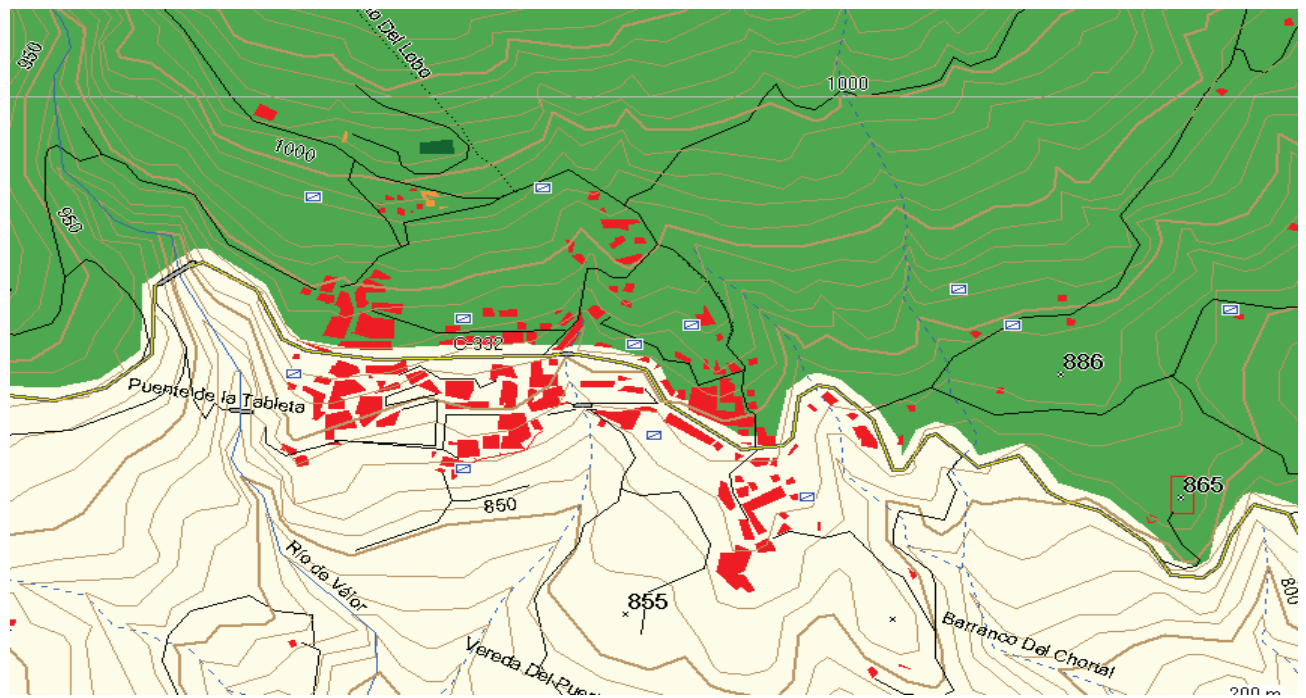 Del Lobo
950
1000
1000
950
C-332
886
Puente de la Tableta
865
850
Río de Válor
800
855
Barranco Del Chortal
Vereda Del
200 m